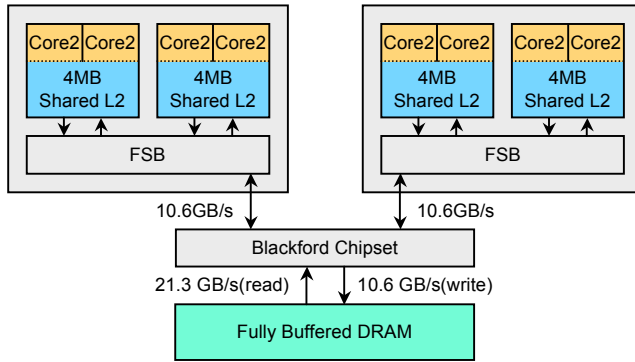 Core2 Core2 Core2 Core2 Core2 Core2 Core2 Core2
4MB 4MB 4MB 4MB
Shared L2 Shared L2 Shared L2 Shared L2
FSB FSB
10.6GB/s 10.6GB/s
Blackford Chipset
21.3 GB/s(read) 10.6 GB/s(write)
Fully Buffered DRAM